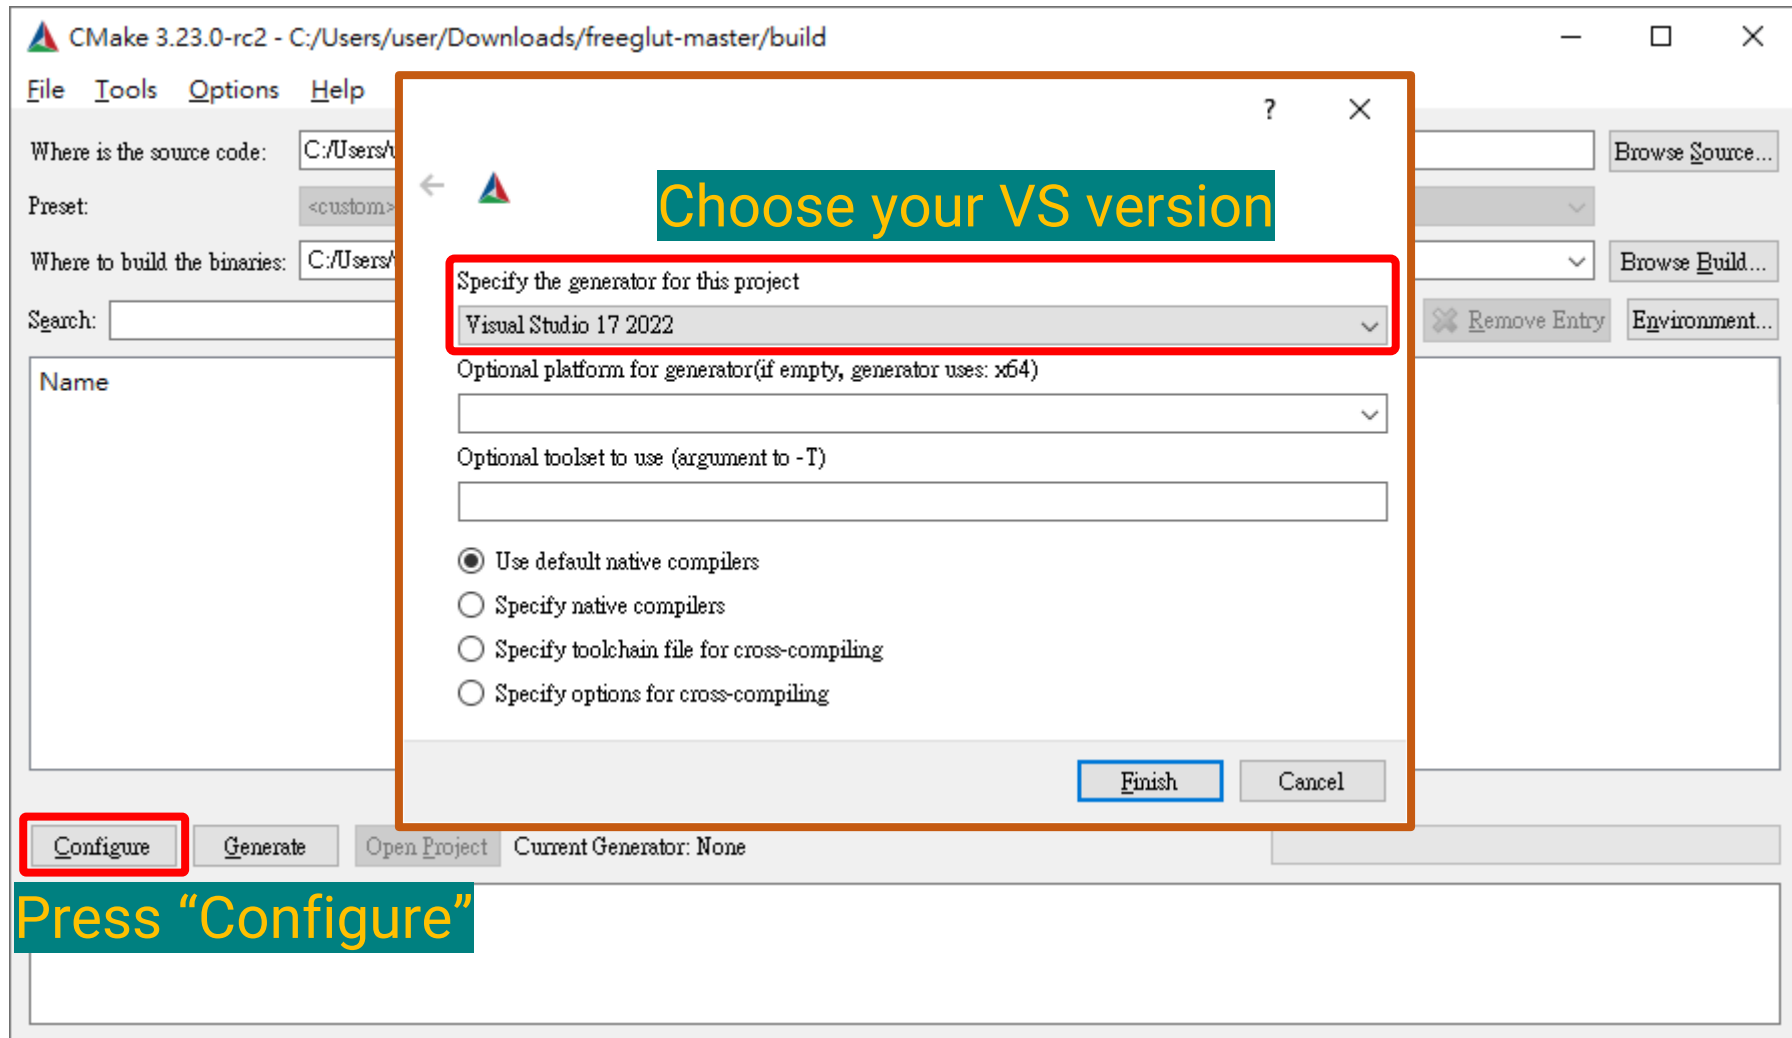 CMake 3.23.0-rc2 - C:/Users/user/Downloads/freeglut-master/build
File Tools Options Help
?
Where is the source code: C:/Users/ Browse Source...
Choose your VS version
Preset: <custom>
Where to build the binaries: C:/Users/ Browse Build...
Specify the generator for this project
Search: Remove Entry Environment...
Visual Studio 17 2022
Optional platform for generator(if empty, generator uses: x64)
Name
Optional toolset to use (argument to -T)
Use default native compilers
Specify native compilers
Specify toolchain file for cross-compiling
Specify options for cross-compiling
Finish Cancel
Configure Generate Open Project Current Generator: None
Press “Configure”